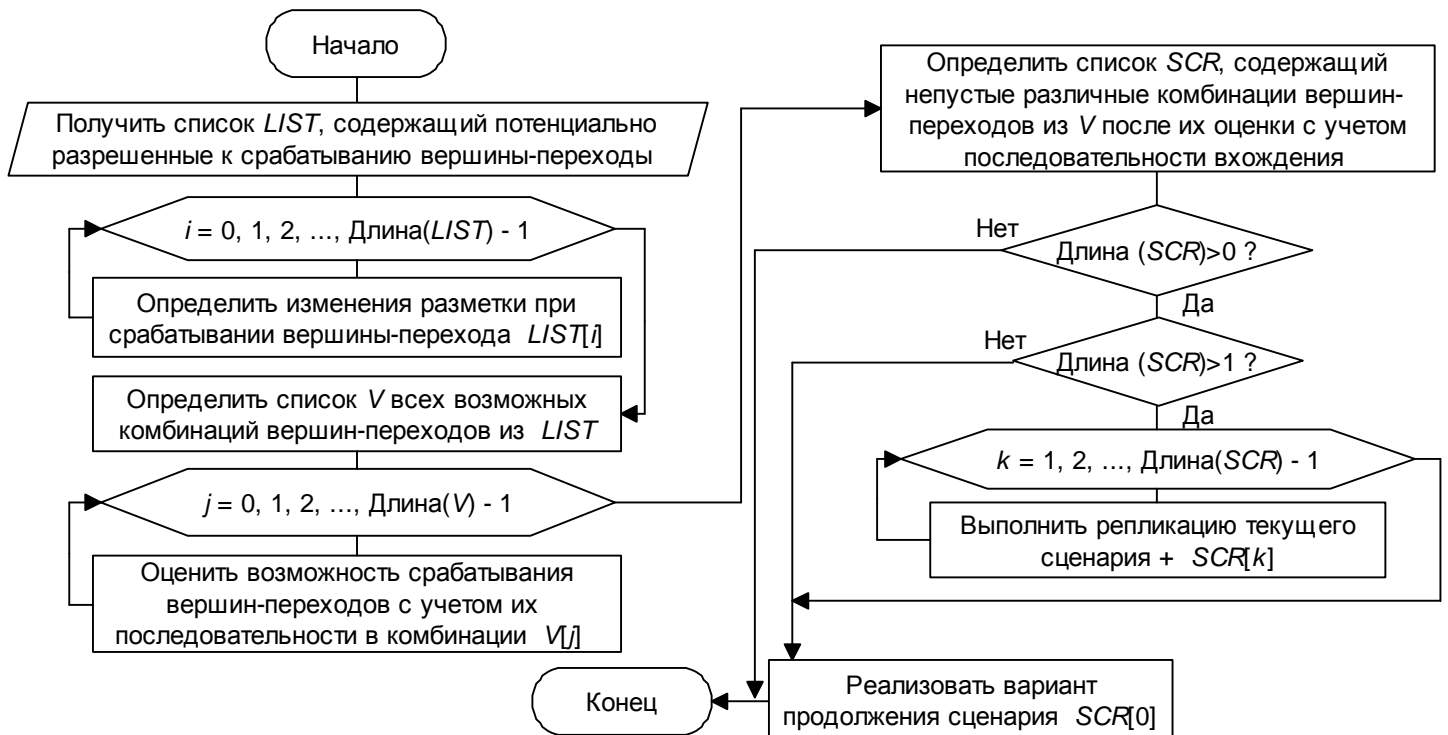 Начало
Получить список LIST, содержащий потенциально
разрешенные к срабатыванию вершины-переходы
i = 0, 1, 2, ..., Длина(LIST) - 1
Определить изменения разметки при
срабатывании вершины-перехода LIST[i]
Определить список V всех возможных
комбинаций вершин-переходов из LIST
j = 0, 1, 2, ..., Длина(V) - 1
Оценить возможность срабатывания
вершин-переходов с учетом их
последовательности в комбинации V[j]
Определить список SCR, содержащий
непустые различные комбинации вершин-
переходов из V после их оценки с учетом
последовательности вхождения
Нет
Длина (SCR)>0 ?
Да
Нет
Длина (SCR)>1 ?
Да
k = 1, 2, ..., Длина(SCR) - 1
Выполнить репликацию текущего
сценария + SCR[k]
Реализовать вариант
продолжения сценария SCR[0]
Конец